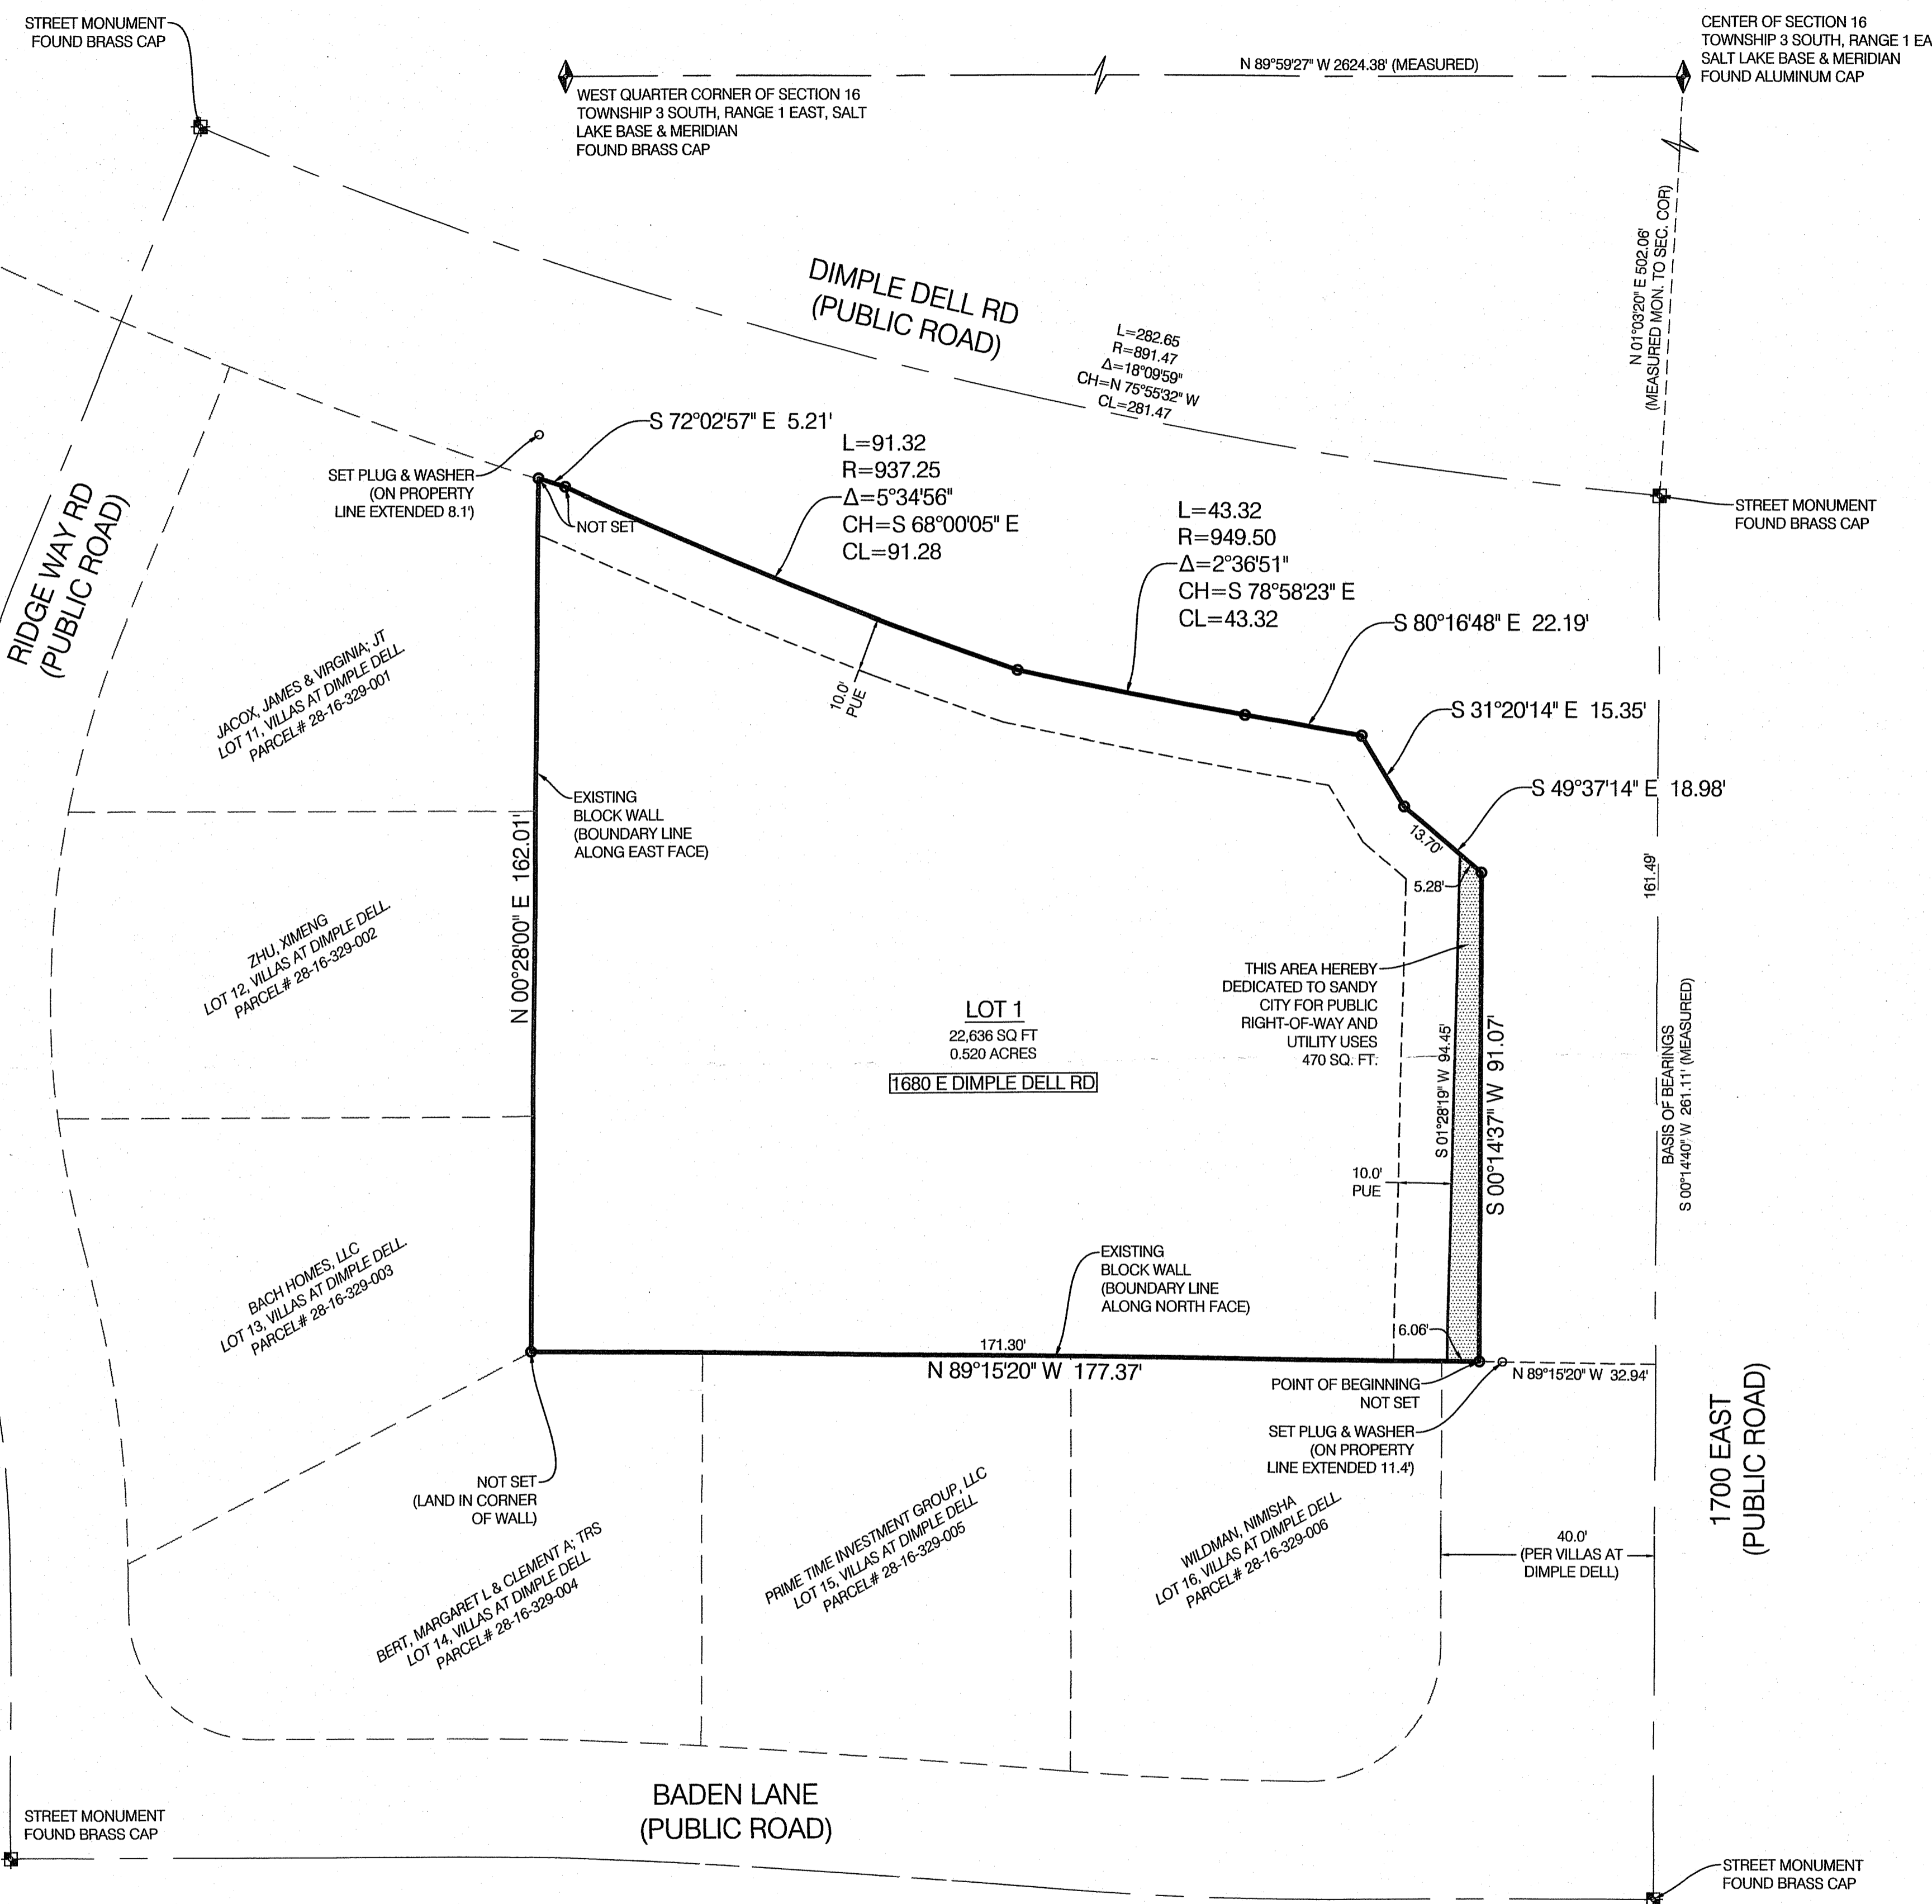 STREET MONUMENT
FOUND BRASS CAP
N 89°59'27" W 2624.38' (MEASURED)
CENTER OF SECTION 16
TOWNSHIP 3 SOUTH, RANGE 1 EA
SALT LAKE BASE & MERIDIAN
FOUND ALUMINUM CAP
WEST QUARTER CORNER OF SECTION 16
TOWNSHIP 3 SOUTH, RANGE 1 EAST, SALT
LAKE BASE & MERIDIAN
FOUND BRASS CAP
N 01°03'20" E 502.06'
(MEASURED MON. TO SEC. COR)
DIMPLE DELL RD
(PUBLIC ROAD)
L=282.65
R=891.47
Δ=18°09'59"
CH=N 75°55'32" W
CL=281.47
S 72°02'57" E 5.21'
L=91.32
R=937.25
Δ=5°34'56"
CH=S 68°00'05" E
CL=91.28
SET PLUG & WASHER
(ON PROPERTY
LINE EXTENDED 8.1')
NOT SET
L=43.32
R=949.50
Δ=2°36'51"
CH=S 78°58'23" E
CL=43.32
STREET MONUMENT
FOUND BRASS CAP
RIDGE WAY RD
(PUBLIC ROAD)
S 80°16'48" E 22.19'
S 31°20'14" E 15.35'
S 49°37'14" E 18.98'
10.0'
PUE
JACOX, JAMES & VIRGINIA; JT
LOT 11, VILLAS AT DIMPLE DELL.
PARCEL# 28-16-329-001
EXISTING
BLOCK WALL
(BOUNDARY LINE
ALONG EAST FACE)
N 00°28'00" E 162.01'
13.70'
5.28'
161.49'
ZHU, XIMENG
LOT 12, VILLAS AT DIMPLE DELL.
PARCEL# 28-16-329-002
THIS AREA HEREBY
DEDICATED TO SANDY
CITY FOR PUBLIC
RIGHT-OF-WAY AND
UTILITY USES
470 SQ. FT.
LOT 1
22,636 SQ FT
0.520 ACRES
1680 E DIMPLE DELL RD
S 01°28'19" W 94.45'
S 00°14'37" W 91.07'
BASIS OF BEARINGS
S 00°14'40" W 261.11' (MEASURED)
10.0'
PUE
BACH HOMES, LLC
LOT 13, VILLAS AT DIMPLE DELL.
PARCEL# 28-16-329-003
EXISTING
BLOCK WALL
(BOUNDARY LINE
ALONG NORTH FACE)
6.06'
171.30'
N 89°15'20" W 177.37'
POINT OF BEGINNING
NOT SET
N 89°15'20" W 32.94'
SET PLUG & WASHER
(ON PROPERTY
LINE EXTENDED 11.4')
1700 EAST
(PUBLIC ROAD)
NOT SET
(LAND IN CORNER
OF WALL)
BERT, MARGARET L & CLEMENT A; TRS
LOT 14, VILLAS AT DIMPLE DELL
PARCEL# 28-16-329-004
PRIME TIME INVESTMENT GROUP, LLC
LOT 15, VILLAS AT DIMPLE DELL
PARCEL# 28-16-329-005
WILDMAN, NIMISHA
LOT 16, VILLAS AT DIMPLE DELL.
PARCEL# 28-16-329-006
40.0'
(PER VILLAS AT
DIMPLE DELL)
BADEN LANE
(PUBLIC ROAD)
STREET MONUMENT
FOUND BRASS CAP
STREET MONUMENT
FOUND BRASS CAP